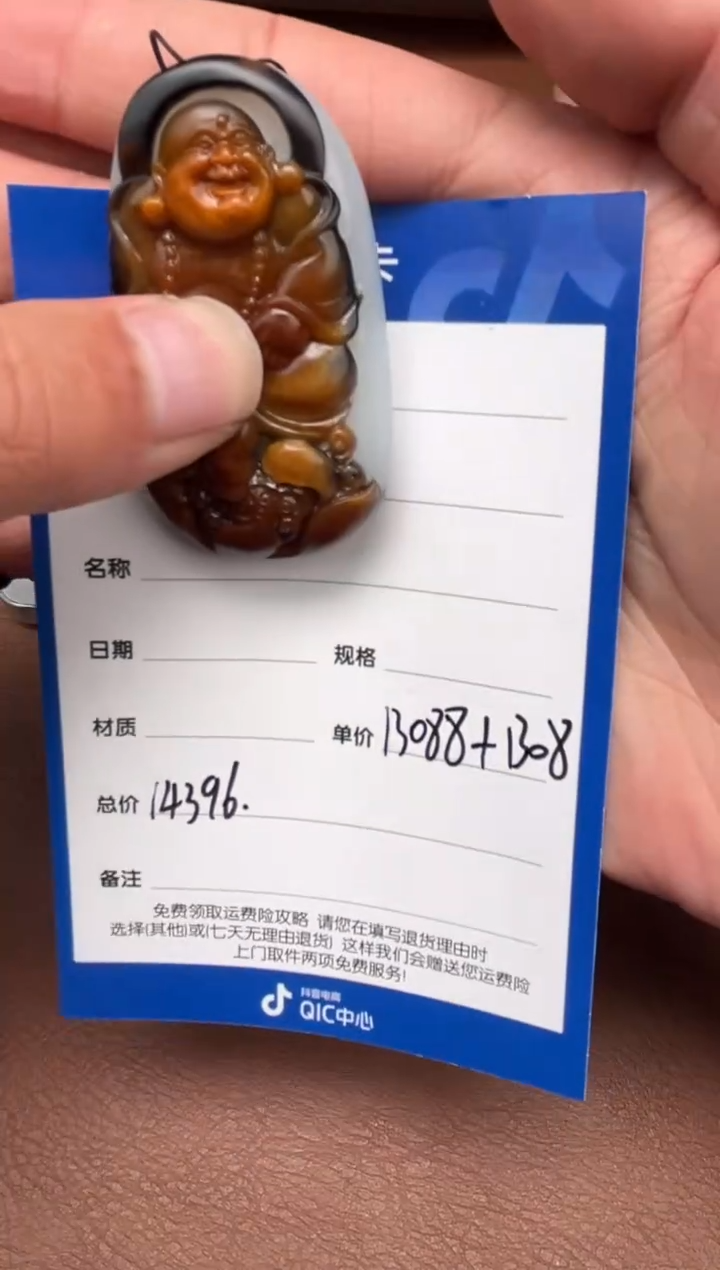 卡
名称
日期 规格
材质 单价 13088+1308
总价 14396.
备注
免费领取运费险攻略 请您在填写退货理由时
选择(其他)或(七天无理由退货) 这样我们会赠送您运费险
上门取件两项免费服务!
抖音电商
QIC中心